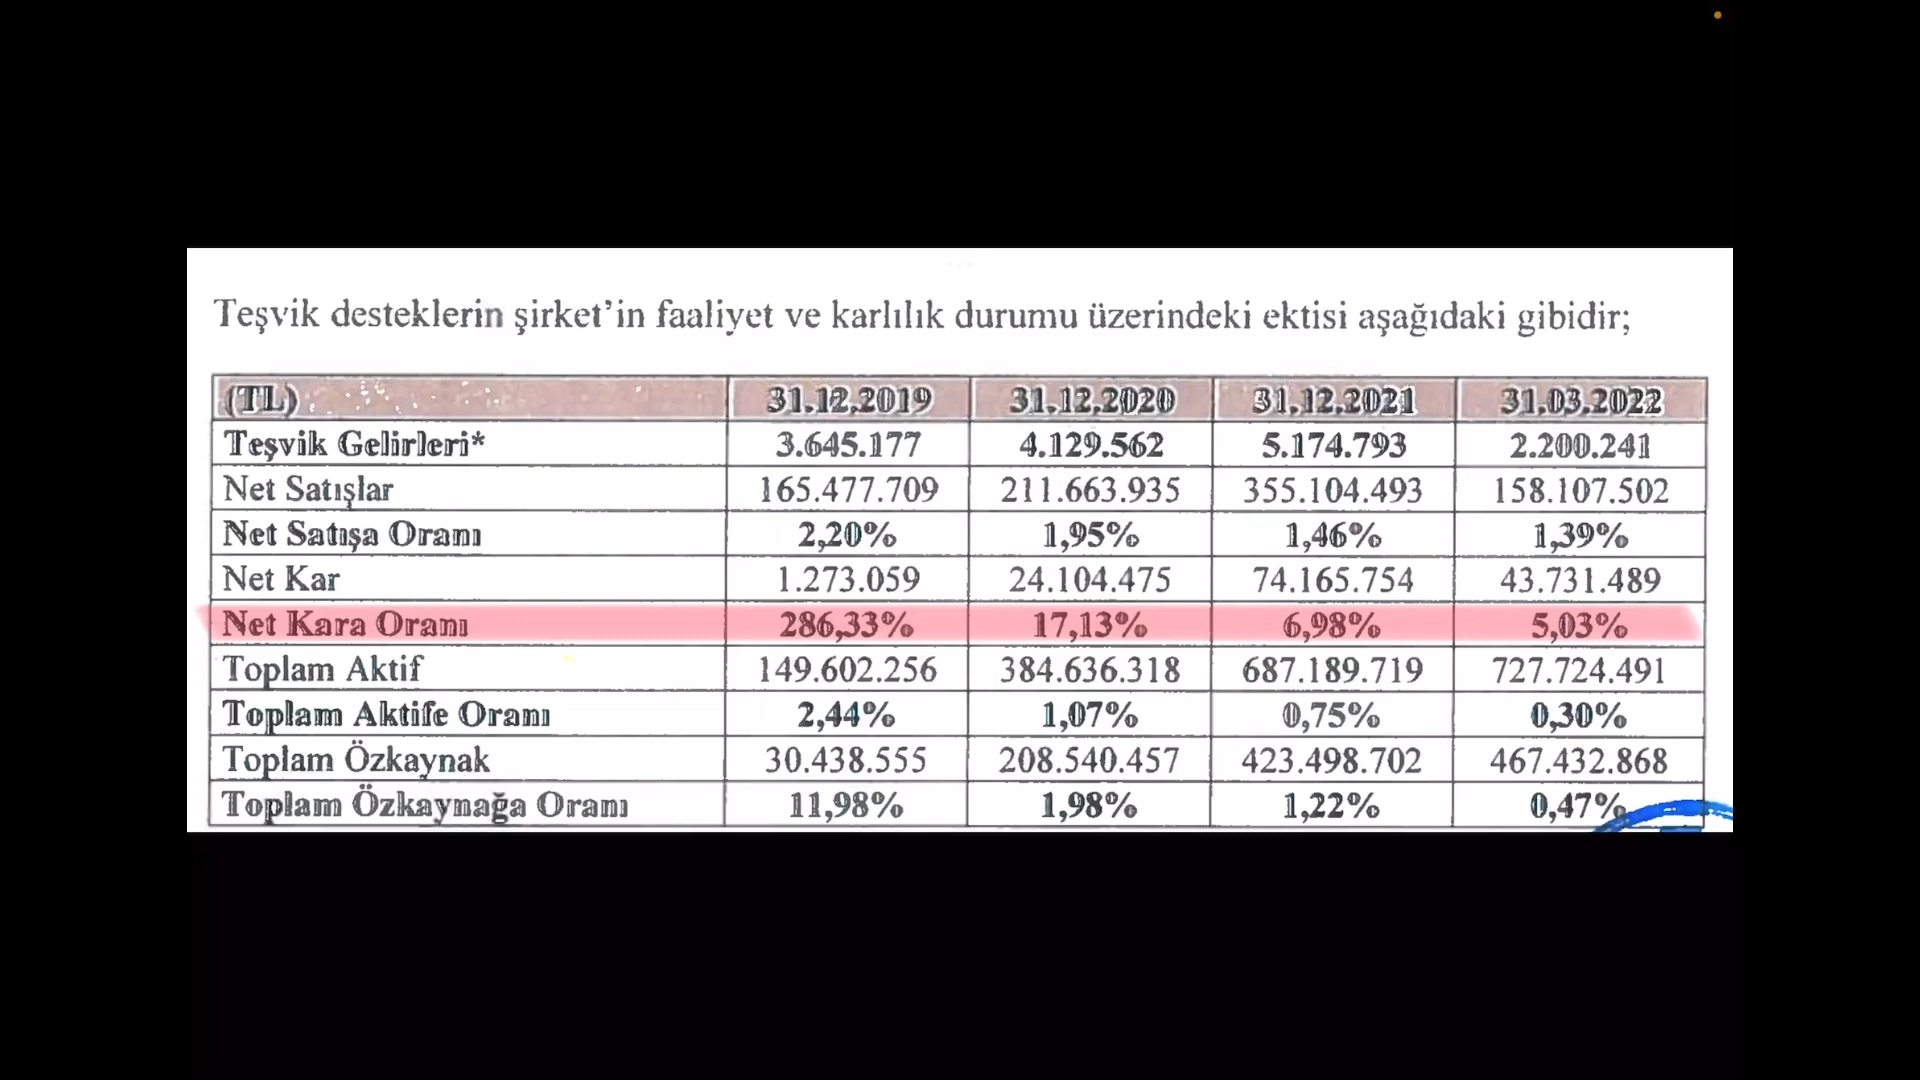 Teşvik desteklerin şirket’in faaliyet ve karlılık durumu üzerindeki ektisi aşağıdaki gibidir;
(TL) 31.12.2019 31.12.2020 31.12.2021 31.03.2022
Teşvik Gelirleri* 3.645.177 4.129.562 5.174.793 2.200.241
Net Satışlar 165.477.709 211.663.935 355.104.493 158.107.502
Net Satışa Oranı 2,20% 1,95% 1,46% 1,39%
Net Kar 1.273.059 24.104.475 74.165.754 43.731.489
Net Kara Oranı 286,33% 17,13% 6,98% 5,03%
Toplam Aktif 149.602.256 384.636.318 687.189.719 727.724.491
Toplam Aktife Oranı 2,44% 1,07% 0,75% 0,30%
Toplam Özkaynak 30.438.555 208.540.457 423.498.702 467.432.868
Toplam Özkaynağa Oranı 11,98% 1,98% 1,22% 0,47%